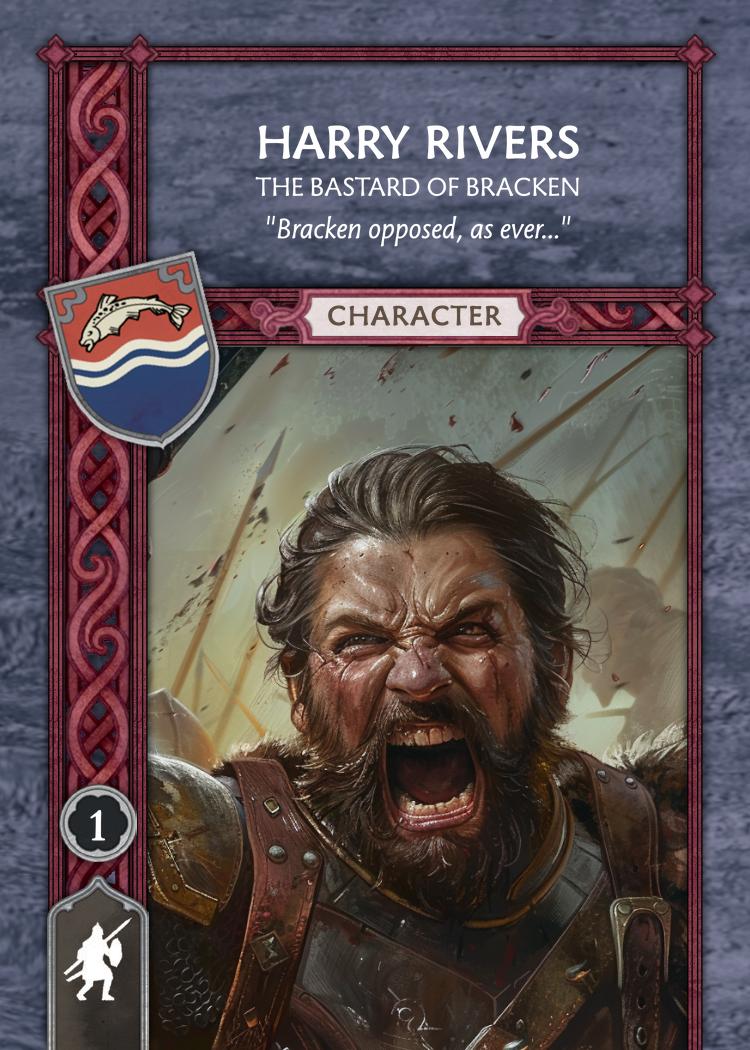 HARRY RIVERS
THE BASTARD OF BRACKEN
"Bracken opposed, as ever..."
CHARACTER
1